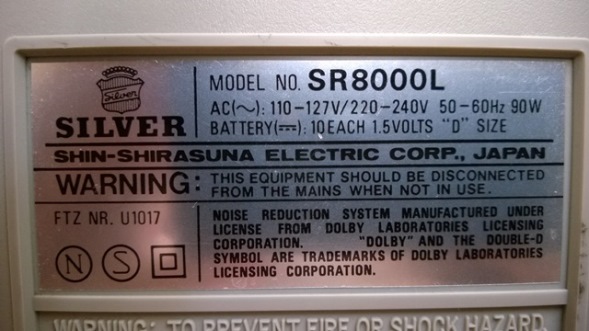 Silver
SILVER
MODEL NO. SR8000L
AC(~): 110-127V/220-240V 50-60Hz 90W
BATTERY(⎓): 10EACH 1.5VOLTS "D" SIZE
SHIN-SHIRASUNA ELECTRIC CORP., JAPAN
WARNING: THIS EQUIPMENT SHOULD BE DISCONNECTED
FROM THE MAINS WHEN NOT IN USE.
FTZ NR. U1017
N S
NOISE REDUCTION SYSTEM MANUFACTURED UNDER
LICENSE FROM DOLBY LABORATORIES LICENSING
CORPORATION. "DOLBY" AND THE DOUBLE-D
SYMBOL ARE TRADEMARKS OF DOLBY LABORATORIES
LICENSING CORPORATION.
WARNING: TO PREVENT FIRE OR SHOCK HAZARD